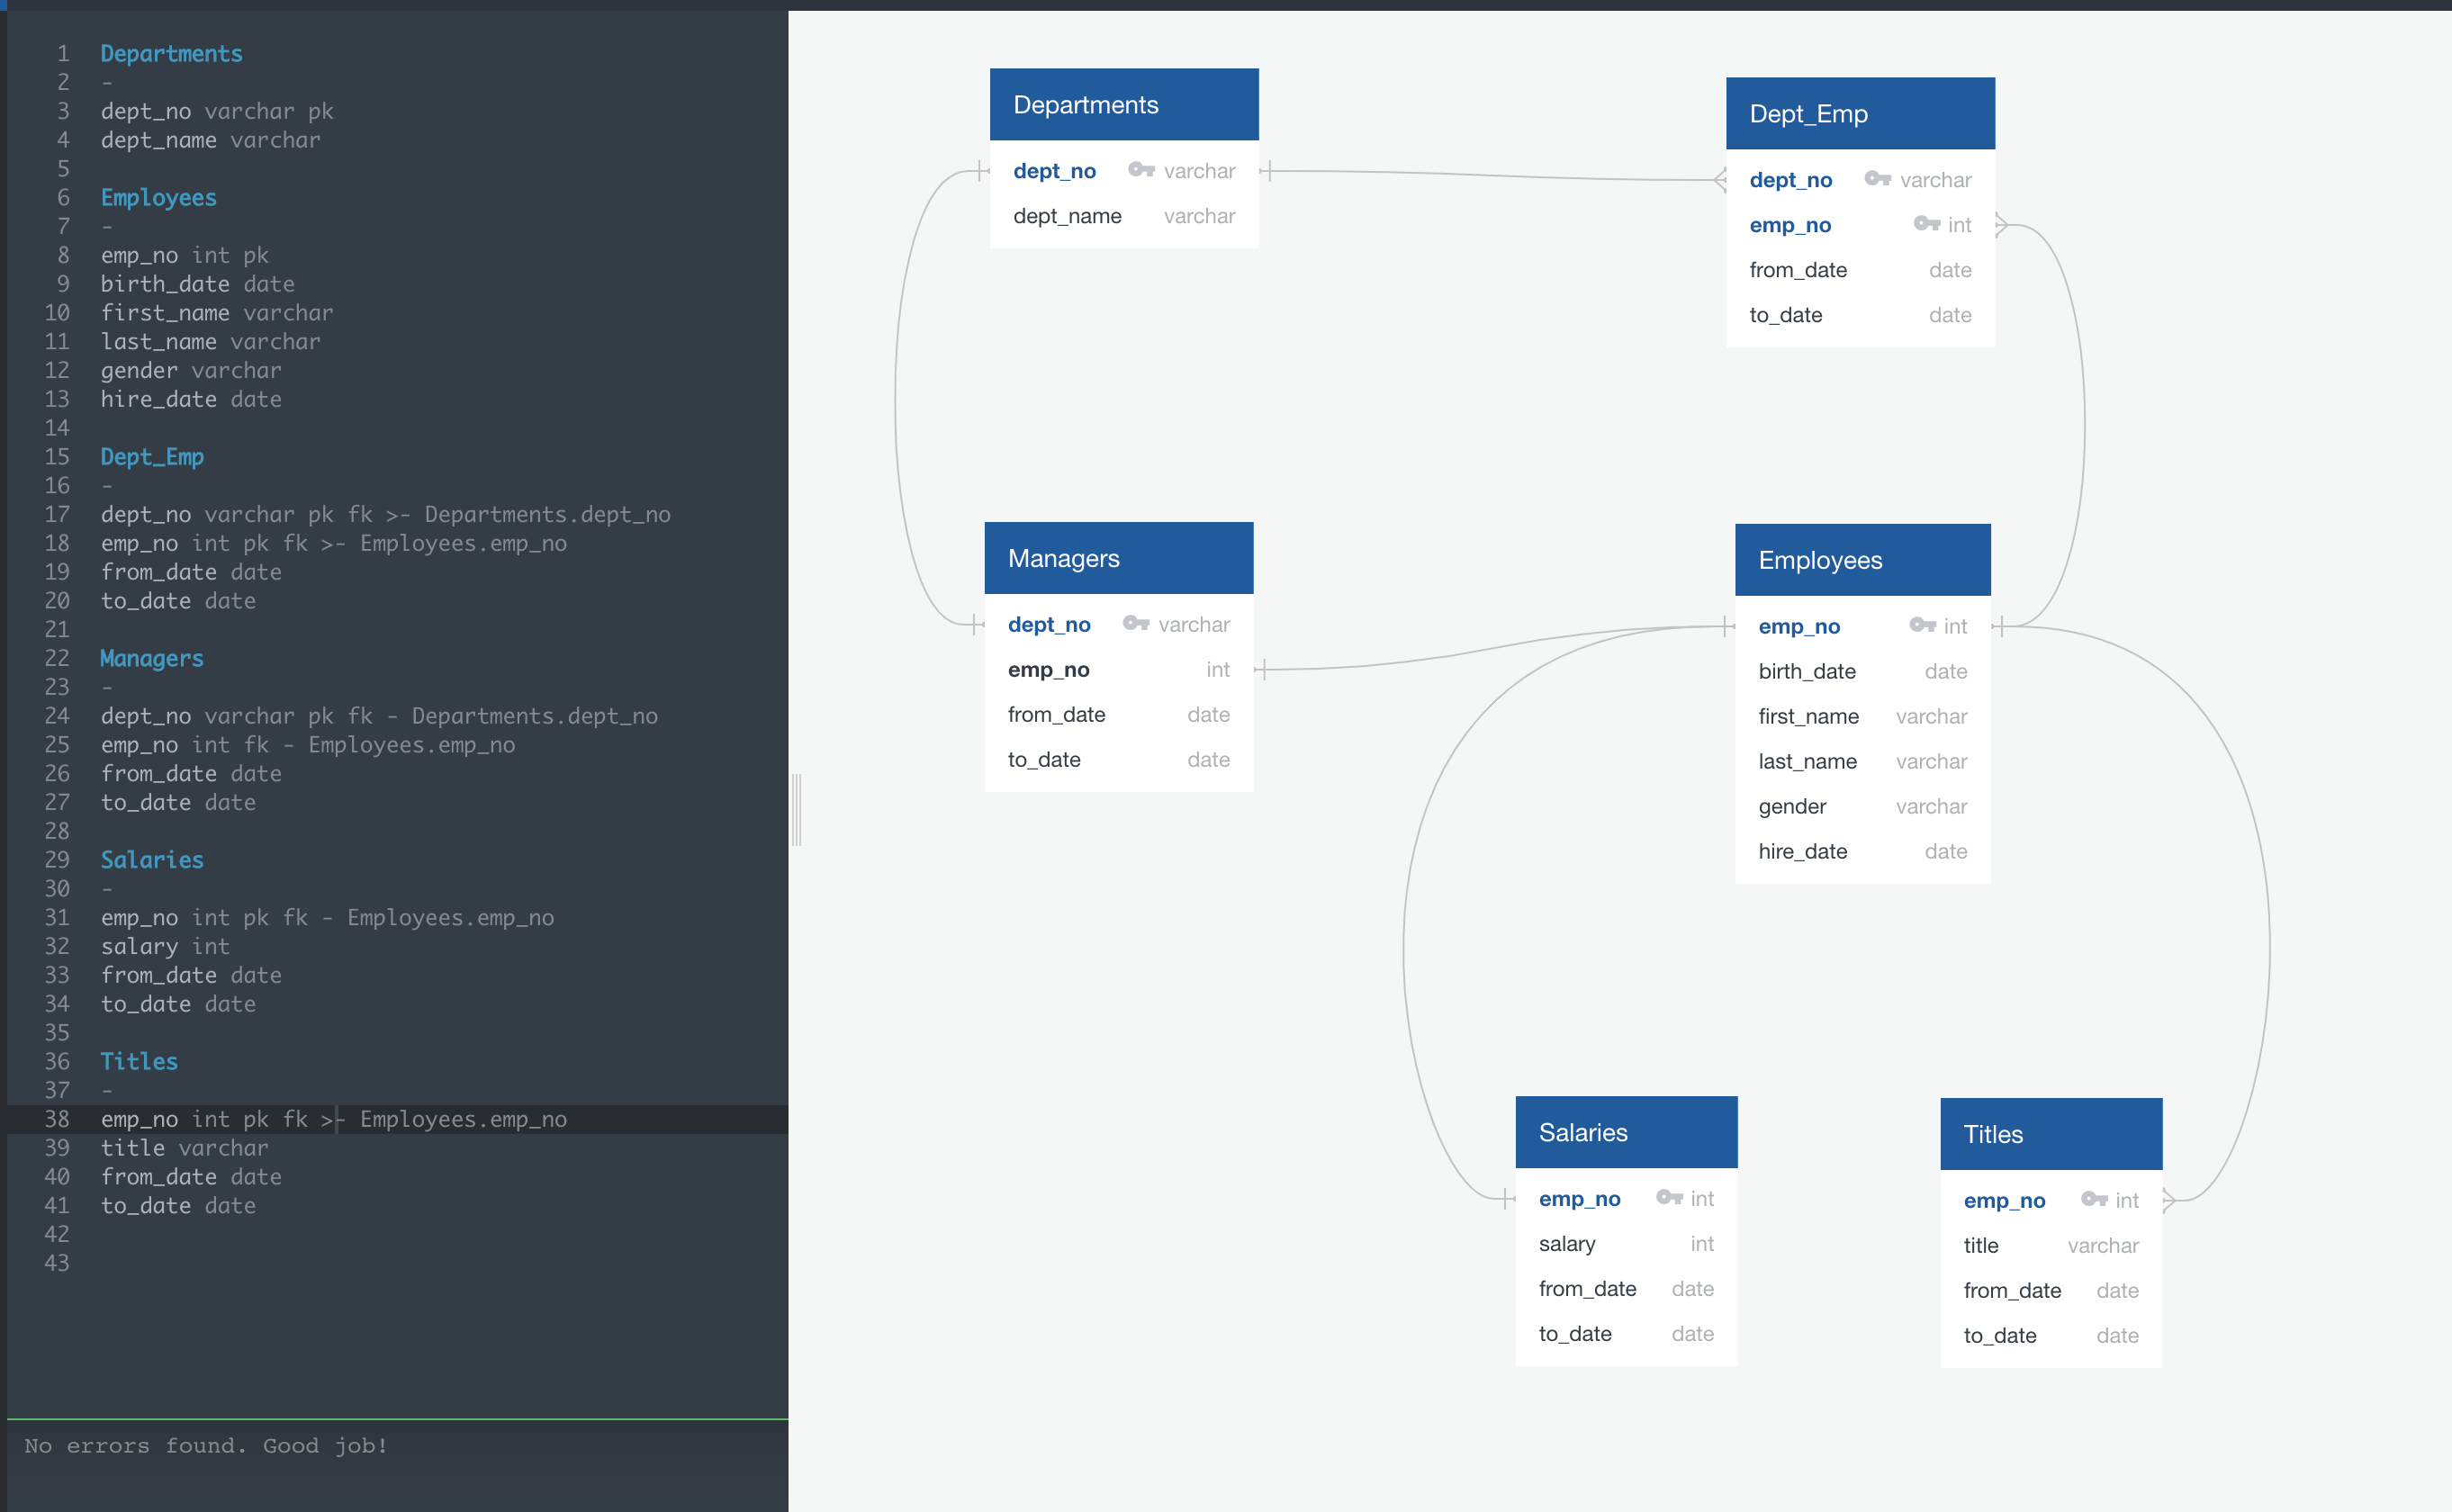 1 Departments
2 -
3 dept_no varchar pk
4 dept_name varchar
5
6 Employees
7 -
8 emp_no int pk
9 birth_date date
10 first_name varchar
11 last_name varchar
12 gender varchar
13 hire_date date
14
15 Dept_Emp
16 -
17 dept_no varchar pk fk >- Departments.dept_no
18 emp_no int pk fk >- Employees.emp_no
19 from_date date
20 to_date date
21
22 Managers
23 -
24 dept_no varchar pk fk - Departments.dept_no
25 emp_no int fk - Employees.emp_no
26 from_date date
27 to_date date
28
29 Salaries
30 -
31 emp_no int pk fk - Employees.emp_no
32 salary int
33 from_date date
34 to_date date
35
36 Titles
37 -
38 emp_no int pk fk >- Employees.emp_no
39 title varchar
40 from_date date
41 to_date date
42
43
No errors found. Good job!
Departments
dept_no varchar
dept_name varchar
Dept_Emp
dept_no varchar
emp_no int
from_date date
to_date date
Managers
dept_no varchar
emp_no int
from_date date
to_date date
Employees
emp_no int
birth_date date
first_name varchar
last_name varchar
gender varchar
hire_date date
Salaries
emp_no int
salary int
from_date date
to_date date
Titles
emp_no int
title varchar
from_date date
to_date date